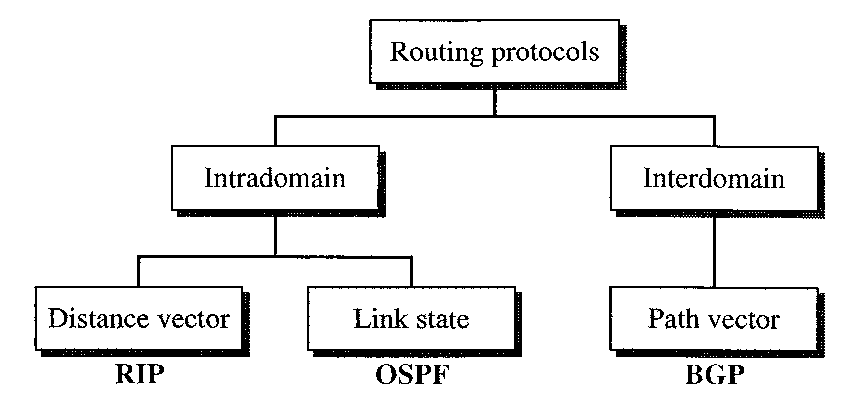 Routing protocols
Intradomain
Interdomain
Distance vector
Link state
Path vector
RIP
OSPF
BGP